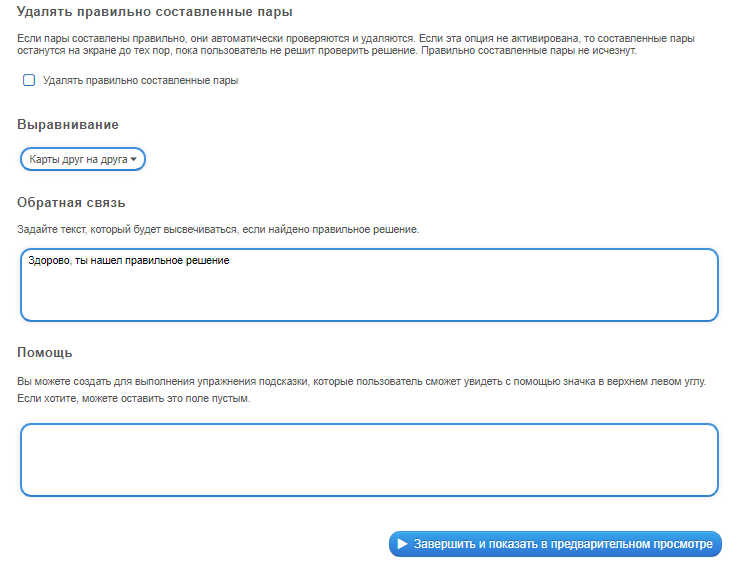 Удалять правильно составленные пары
Если пары составлены правильно, они автоматически проверяются и удаляются. Если эта опция не активирована, то составленные пары
останутся на экране до тех пор, пока пользователь не решит проверить решение. Правильно составленные пары не исчезнут.
Удалять правильно составленные пары
Выравнивание
Карты друг на друга
Обратная связь
Задайте текст, который будет высвечиваться, если найдено правильное решение.
Здорово, ты нашел правильное решение
Помощь
Вы можете создать для выполнения упражнения подсказки, которые пользователь сможет увидеть с помощью значка в верхнем левом углу.
Если хотите, можете оставить это поле пустым.
Завершить и показать в предварительном просмотре